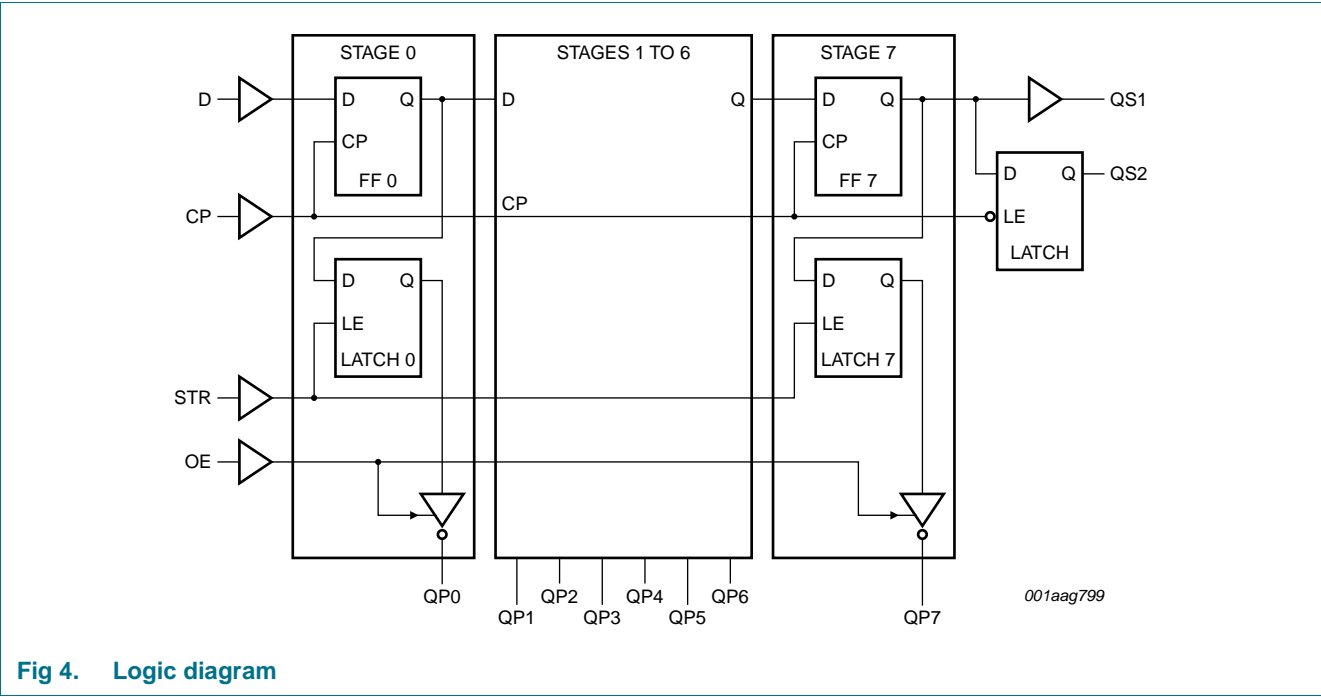 STAGE 0
STAGES 1 TO 6
STAGE 7
D
D
Q
D
Q
D
Q
QS1
CP
FF 0
CP
FF 7
D
Q
QS2
CP
CP
LE
LATCH
D
Q
LE
LATCH 0
D
Q
LE
LATCH 7
STR
OE
QP0
QP2
QP4
QP6
QP1
QP3
QP5
QP7
001aag799
Fig 4. Logic diagram